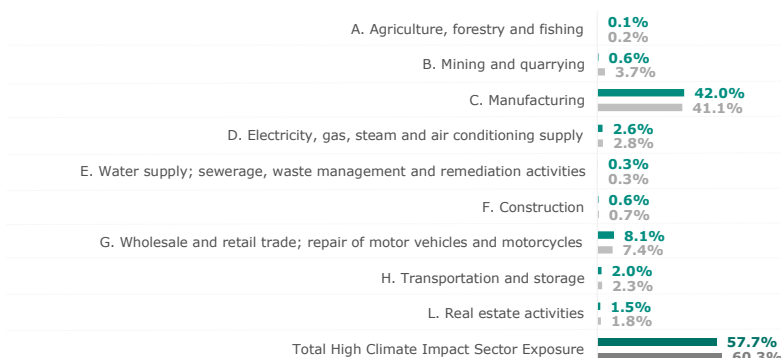 A. Agriculture, forestry and fishing 0.1%
0.2%
B. Mining and quarrying 0.6%
3.7%
C. Manufacturing 42.0%
41.1%
D. Electricity, gas, steam and air conditioning supply 2.6%
2.8%
E. Water supply; sewerage, waste management and remediation activities 0.3%
0.3%
F. Construction 0.6%
0.7%
G. Wholesale and retail trade; repair of motor vehicles and motorcycles 8.1%
7.4%
H. Transportation and storage 2.0%
2.3%
L. Real estate activities 1.5%
1.8%
Total High Climate Impact Sector Exposure 57.7%
60.3%